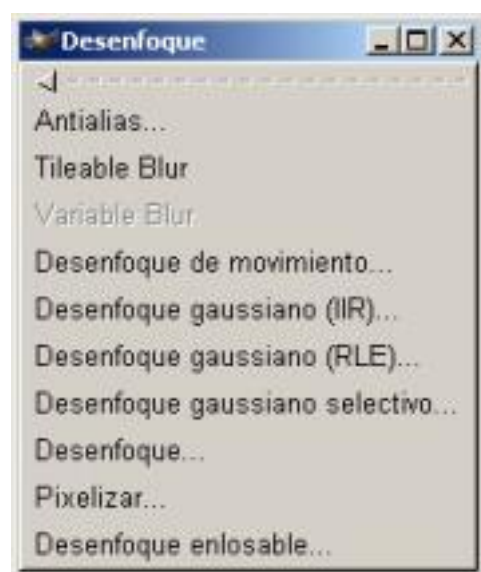 Desenfoque
Antialias...
Tileable Blur
Variable Blur
Desenfoque de movimiento...
Desenfoque gaussiano (IIR)...
Desenfoque gaussiano (RLE)...
Desenfoque gaussiano selectivo...
Desenfoque...
Pixelizar...
Desenfoque enlosable...